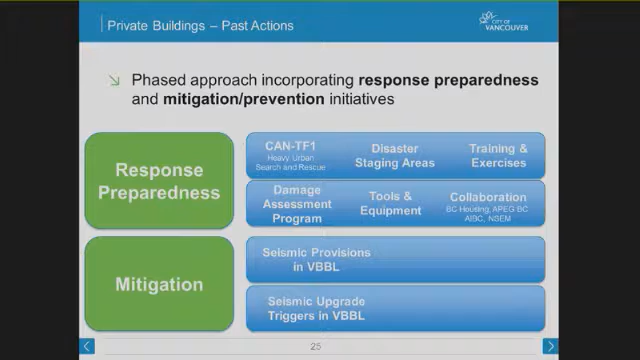 Private Buildings – Past Actions
CITY OF
VANCOUVER
Phased approach incorporating response preparedness
and mitigation/prevention initiatives
Response
Preparedness
CAN-TF1
Heavy Urban
Search and Rescue
Disaster
Staging Areas
Training &
Exercises
Damage
Assessment
Program
Tools &
Equipment
Collaboration
BC Housing, APEG BC
AIBC, NSEM
Mitigation
Seismic Provisions
in VBBL
Seismic Upgrade
Triggers in VBBL
25